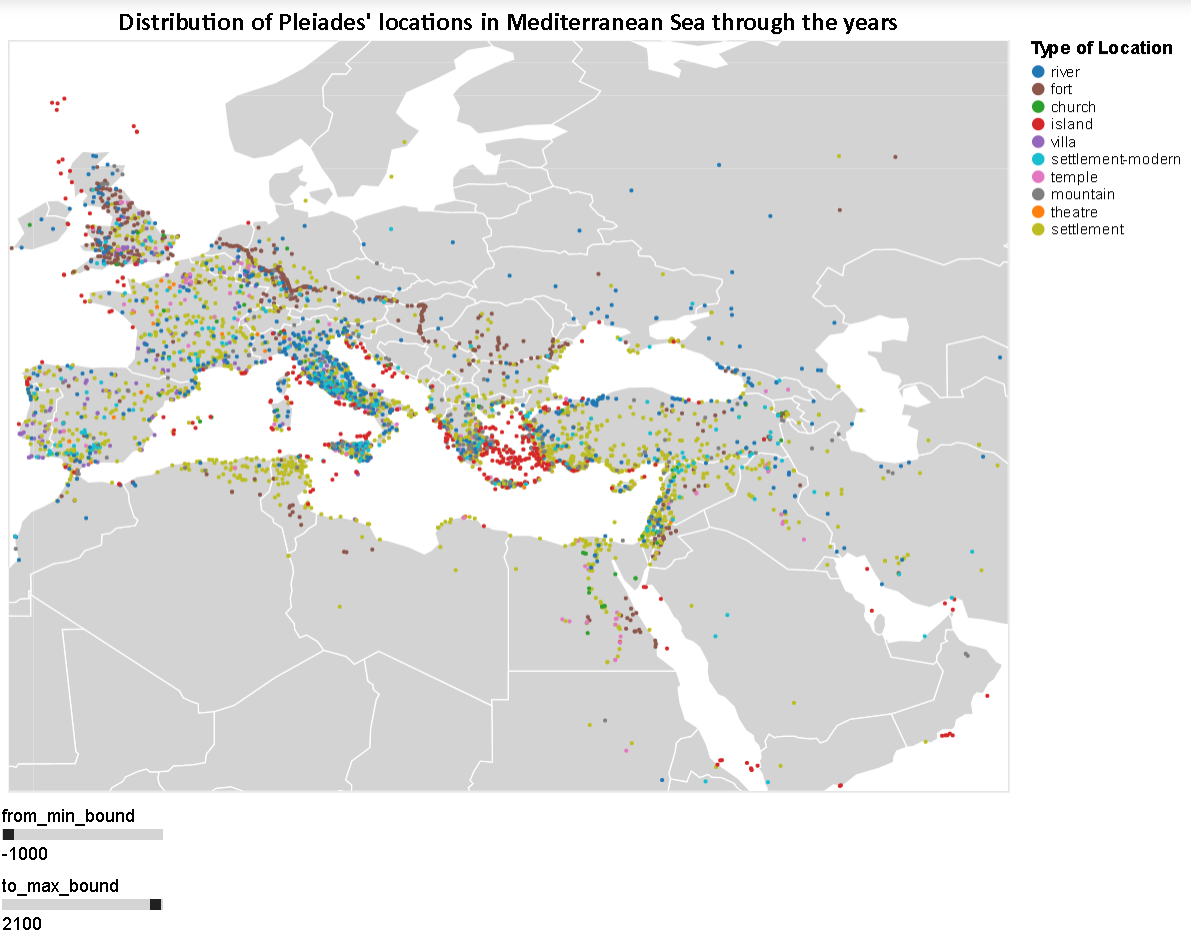 Distribution of Pleiades' locations in Mediterranean Sea through the years
Type of Location
river
fort
church
island
villa
settlement-modern
temple
mountain
theatre
settlement
from_min_bound
-1000
to_max_bound
2100